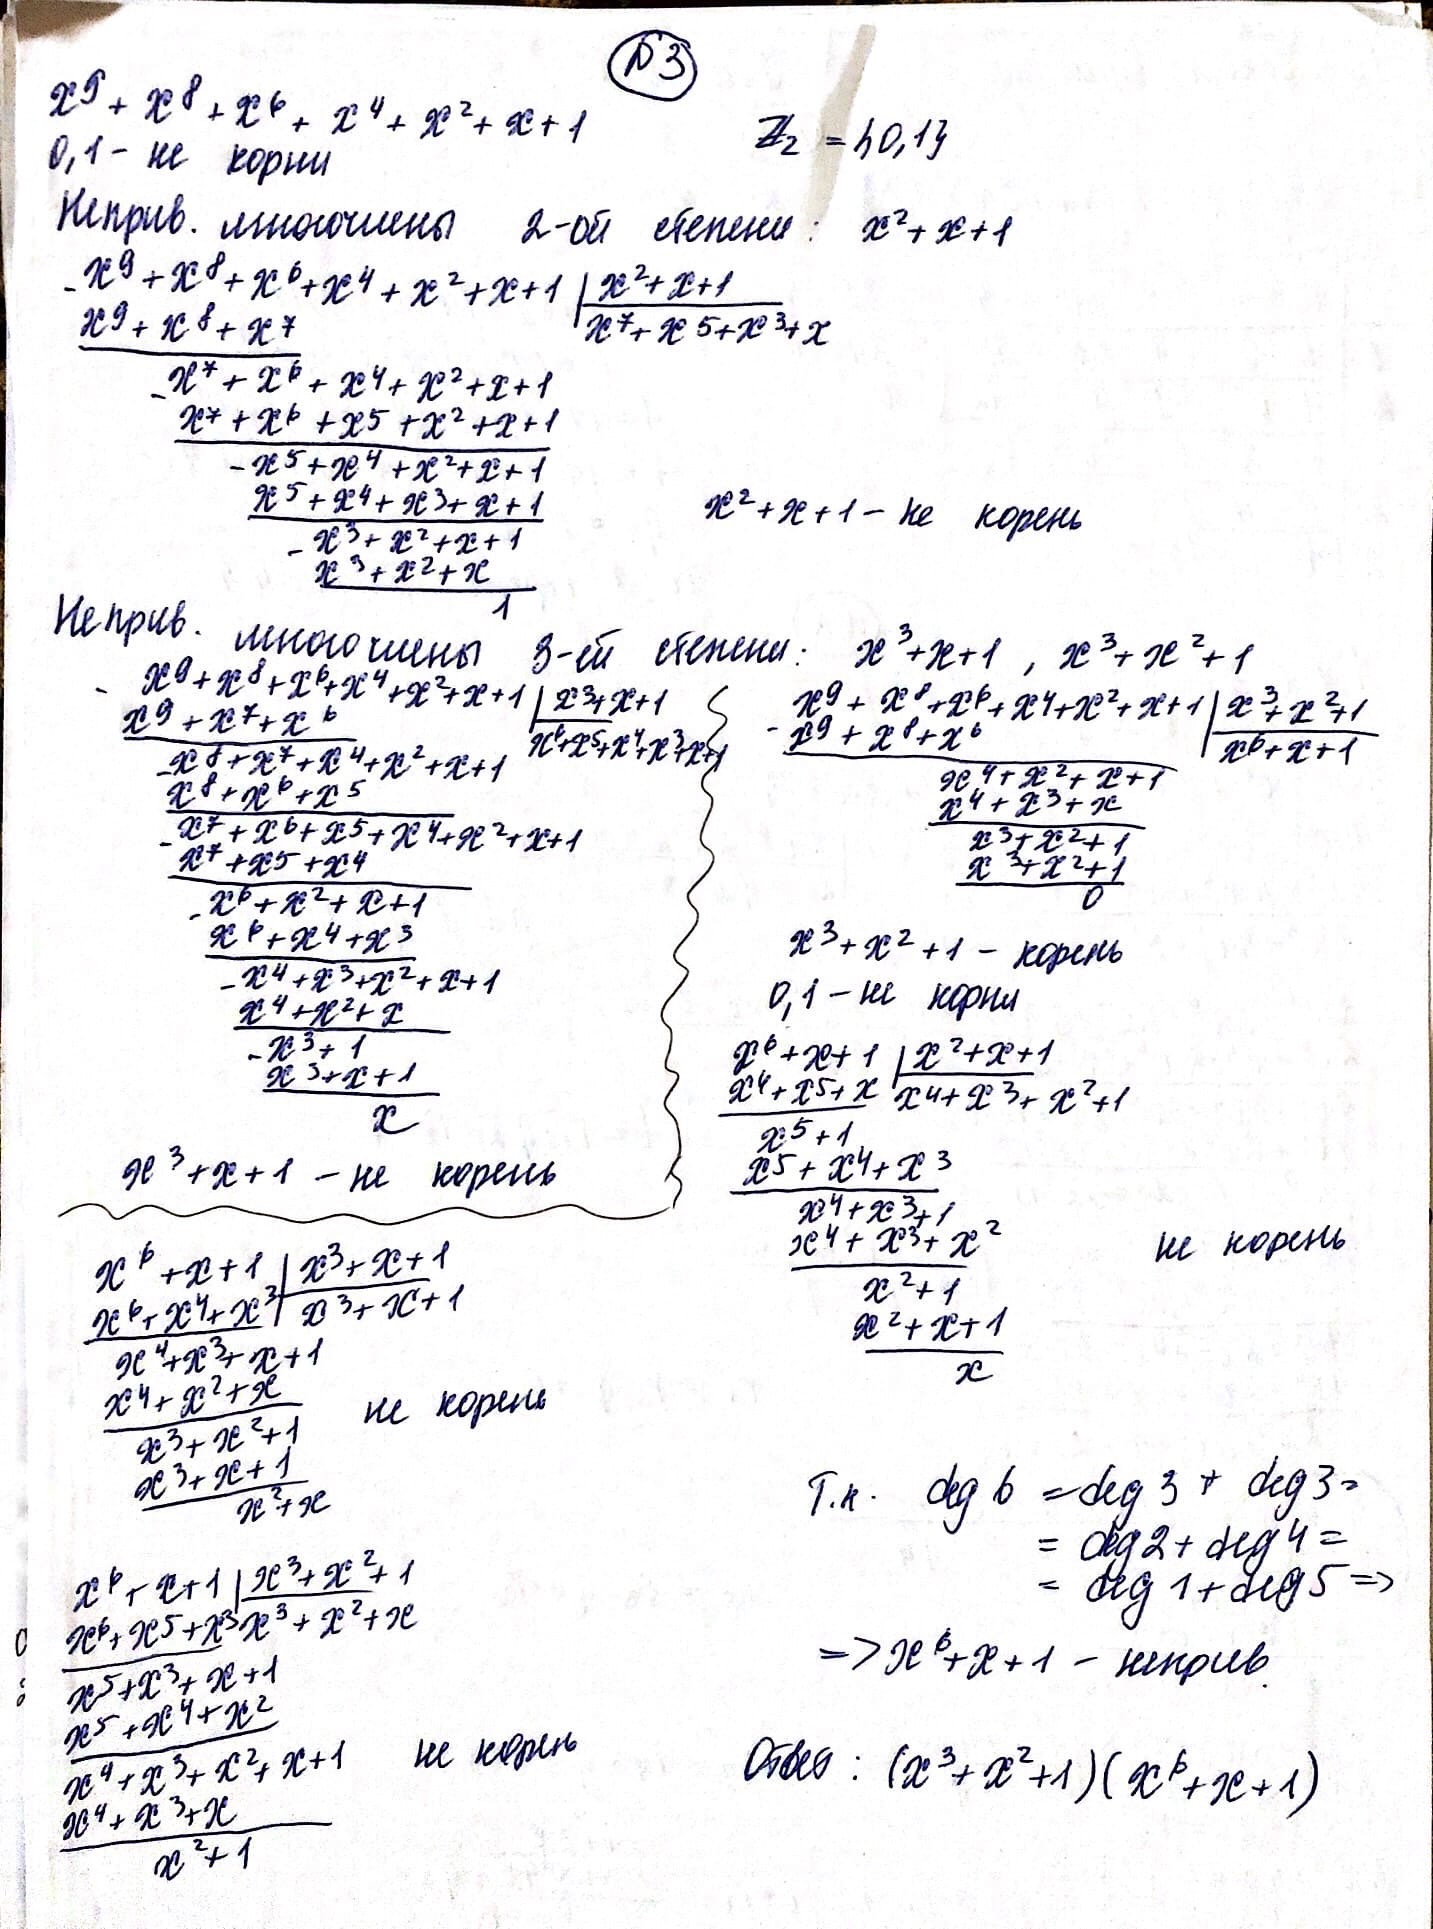 №3
x⁹ + x⁸ + x⁶ + x⁴ + x² + x + 1
ℤ₂ = {0,1}
0,1 - не корни
Неприв. многочлены 2-ой степени: x² + x + 1
- x⁹ + x⁸ + x⁶ + x⁴ + x² + x + 1 | x² + x + 1
x⁹ + x⁸ + x⁷
x⁷ + x⁵ + x³ + x
- x⁷ + x⁶ + x⁴ + x² + x + 1
x⁷ + x⁶ + x⁵ + x² + x + 1
- x⁵ + x⁴ + x² + x + 1
x⁵ + x⁴ + x³ + x + 1
x² + x + 1 - не корень
- x³ + x² + x + 1
x³ + x² + x
1
Неприв. многочлены 3-ей степени: x³ + x + 1 , x³ + x² + 1
- x⁹ + x⁸ + x⁶ + x⁴ + x² + x + 1 | x³ + x + 1
x⁹ + x⁷ + x⁶
x⁶ + x⁵ + x⁴ + x³ + x + 1
- x⁸ + x⁷ + x⁴ + x² + x + 1
x⁸ + x⁶ + x⁵
- x⁷ + x⁶ + x⁵ + x⁴ + x² + x + 1
x⁷ + x⁵ + x⁴
- x⁶ + x² + x + 1
x⁶ + x⁴ + x³
- x⁴ + x³ + x² + x + 1
x⁴ + x² + x
- x³ + 1
x³ + x + 1
x
x³ + x + 1 - не корень
- x⁹ + x⁸ + x⁶ + x⁴ + x² + x + 1 | x³ + x² + 1
x⁹ + x⁸ + x⁶
x⁶ + x + 1
x⁴ + x² + x + 1
x⁴ + x³ + x
x³ + x² + 1
x³ + x² + 1
0
x³ + x² + 1 - корень
0,1 - не корни
x⁶ + x + 1 | x² + x + 1
x⁴ + x⁵ + x
x⁴ + x³ + x² + 1
x⁵ + 1
x⁵ + x⁴ + x³
x⁴ + x³ + 1
x⁴ + x³ + x²
не корень
x² + 1
x² + x + 1
x
x⁶ + x + 1 | x³ + x + 1
x⁶ + x⁴ + x³
x³ + x + 1
x⁴ + x³ + x + 1
x⁴ + x² + x
не корень
x³ + x² + 1
x³ + x + 1
x² + x
x⁶ + x + 1 | x³ + x² + 1
x⁶ + x⁵ + x³
x³ + x² + x
x⁵ + x³ + x + 1
x⁵ + x⁴ + x²
x⁴ + x³ + x² + x + 1
не корень
x⁴ + x³ + x
x² + 1
Т.к. deg 6 = deg 3 + deg 3 =
= deg 2 + deg 4 =
= deg 1 + deg 5 =>
=> x⁶ + x + 1 - неприв.
Ответ: (x³ + x² + 1)(x⁶ + x + 1)